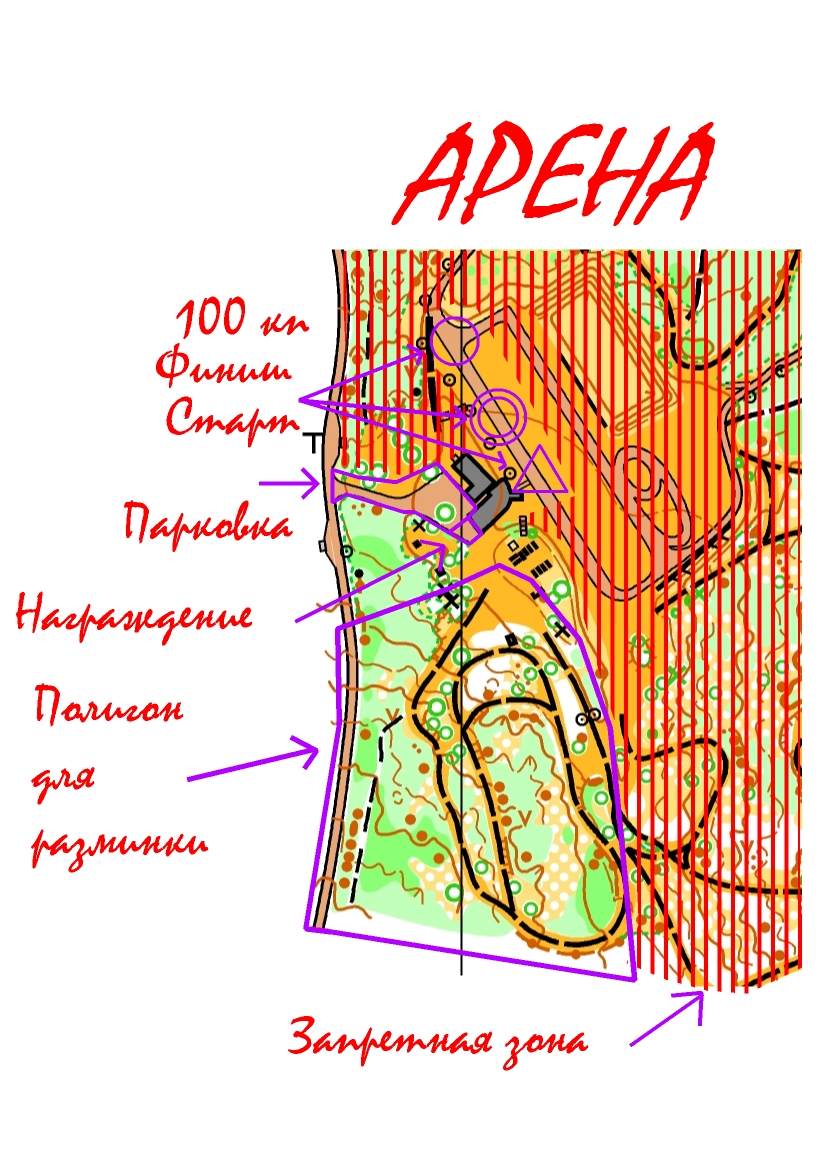 АРЕНА
100 кп
Финиш
Старт
Парковка
Награждение
Полигон
для
разминки
Запретная зона